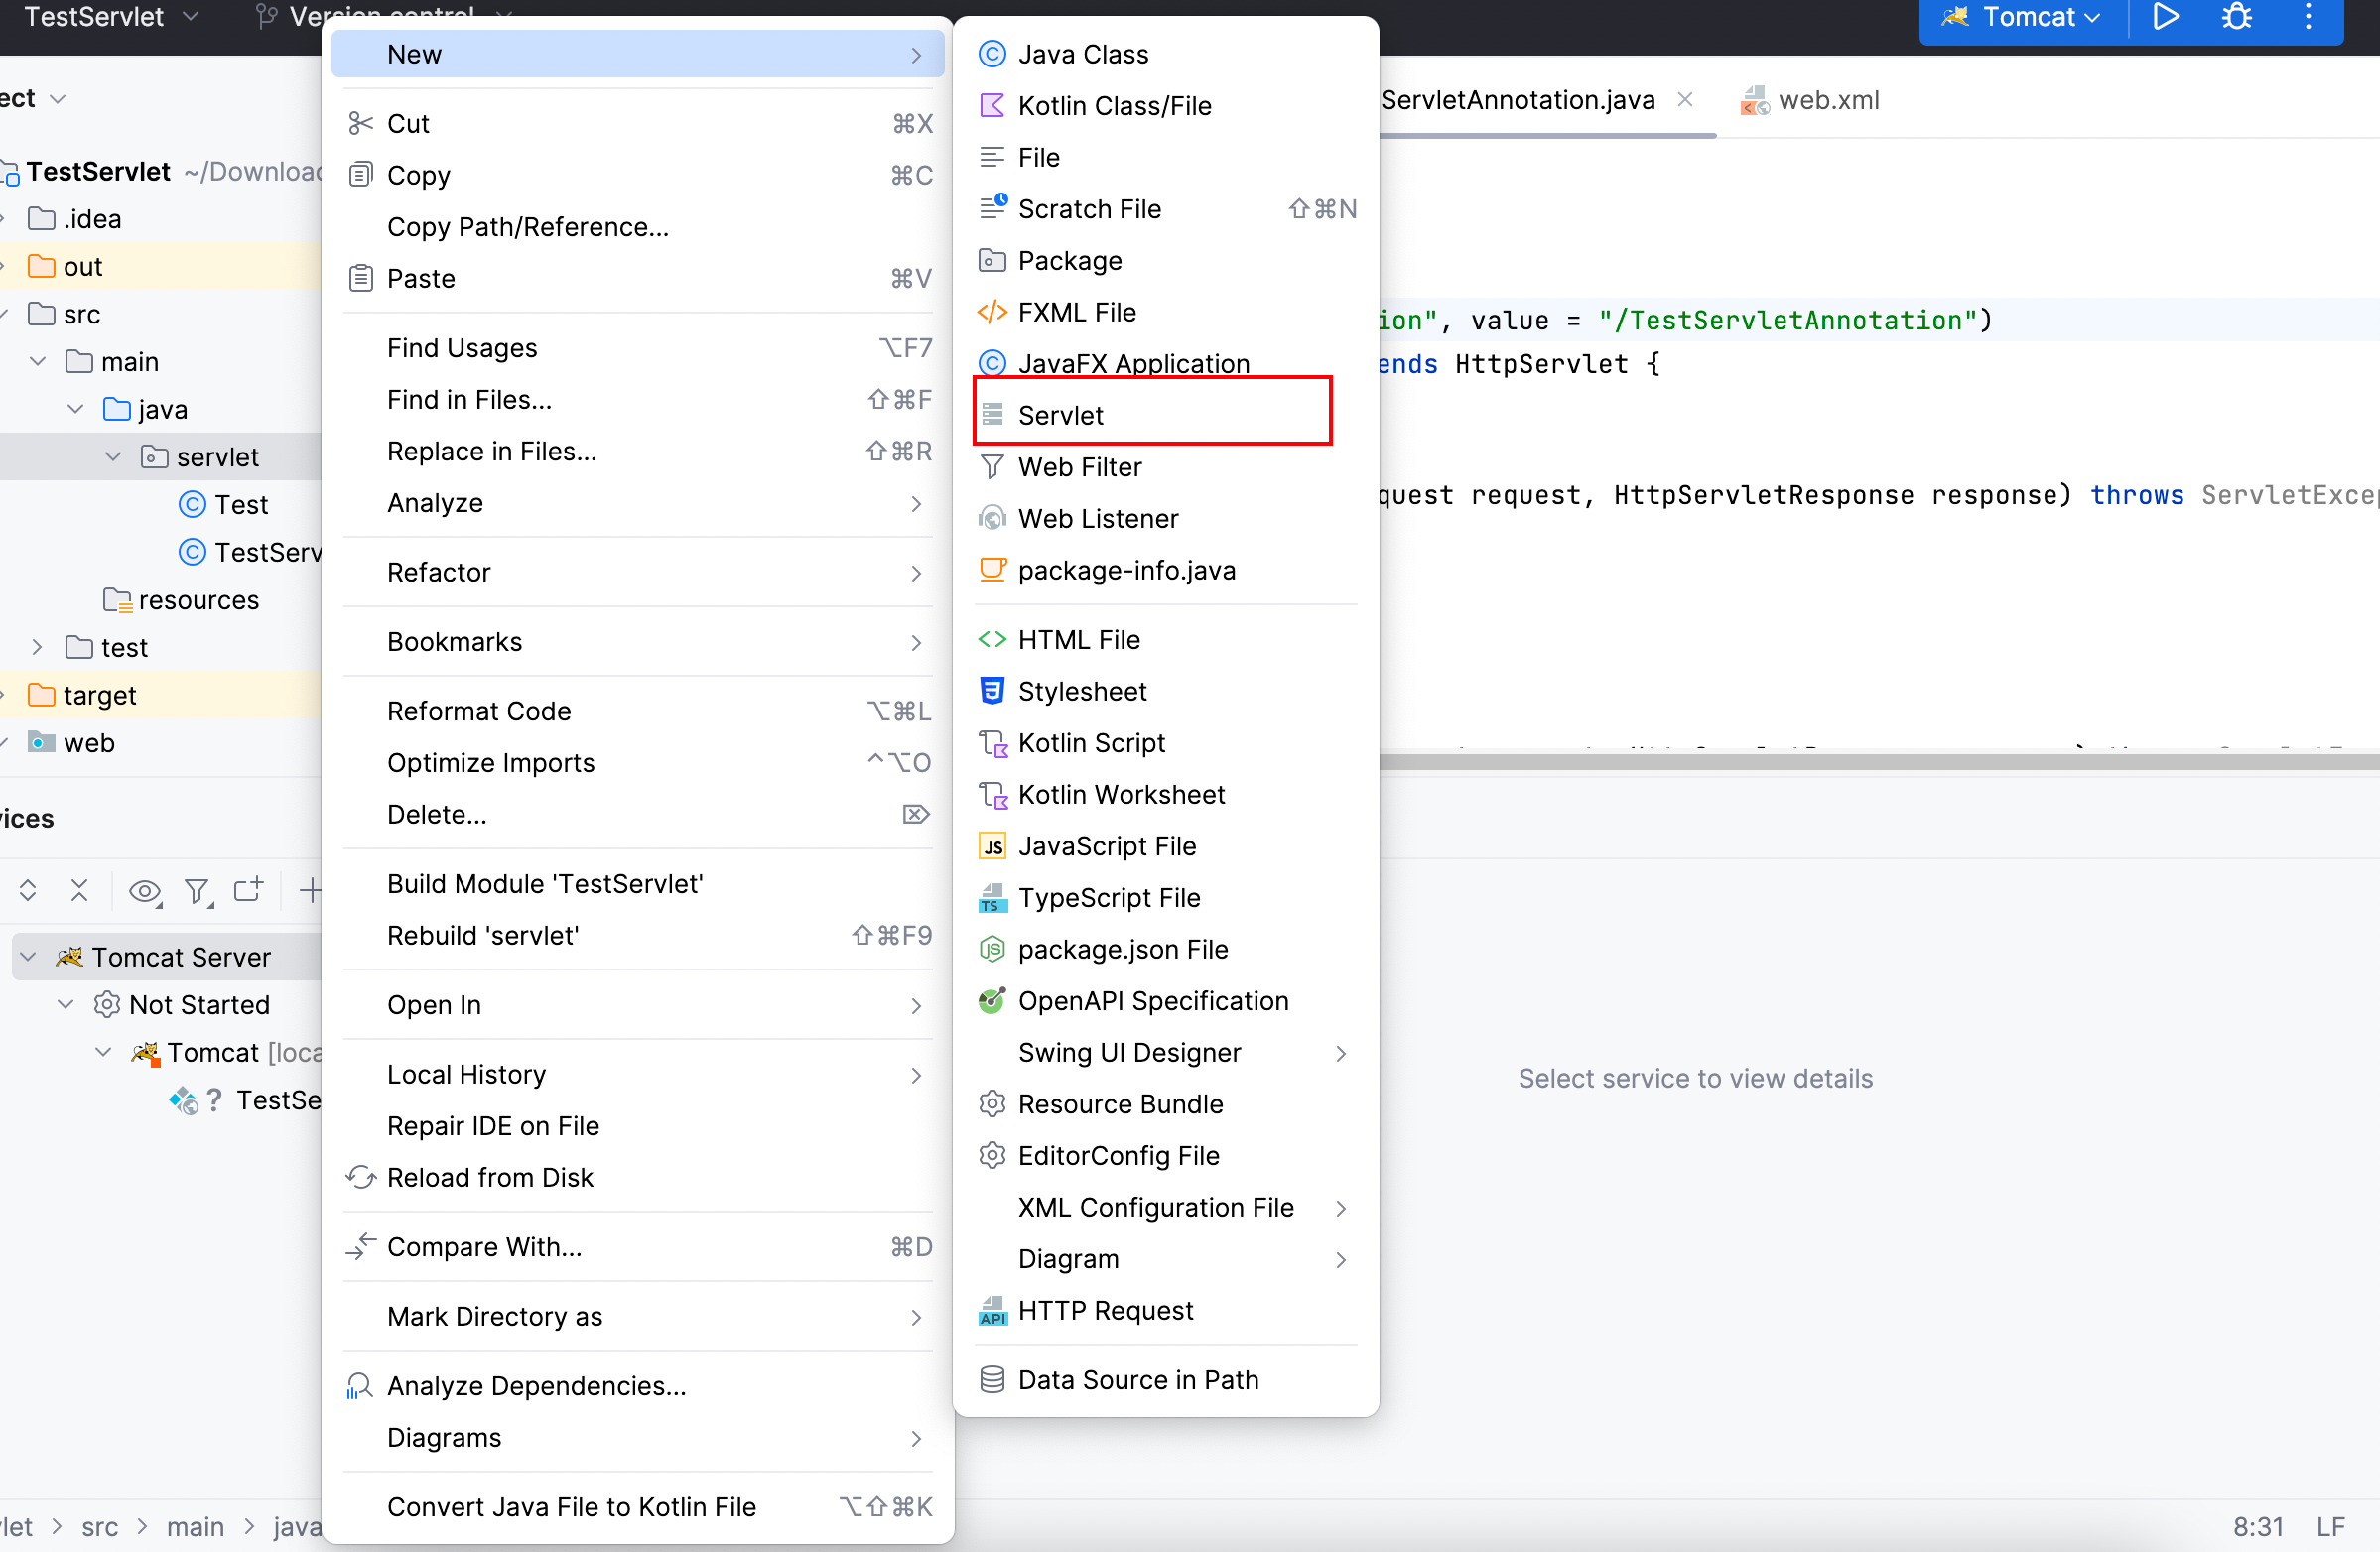 TestServlet
Version control
Tomcat
ect
TestServlet ~/Downloa
.idea
out
src
main
java
servlet
Test
TestServ
resources
test
target
web
ices
Tomcat Server
Not Started
Tomcat [loca
? TestSe
let > src > main > java
New
Cut ⌘X
Copy ⌘C
Copy Path/Reference...
Paste ⌘V
Find Usages ⌥F7
Find in Files... ⇧⌘F
Replace in Files... ⇧⌘R
Analyze
Refactor
Bookmarks
Reformat Code ⌥⌘L
Optimize Imports ^⌥O
Delete... ⌦
Build Module 'TestServlet'
Rebuild 'servlet' ⇧⌘F9
Open In
Local History
Repair IDE on File
Reload from Disk
Compare With... ⌘D
Mark Directory as
Analyze Dependencies...
Diagrams
Convert Java File to Kotlin File ⌥⇧⌘K
Java Class
Kotlin Class/File
File
Scratch File ⇧⌘N
Package
FXML File
JavaFX Application
Servlet
Web Filter
Web Listener
package-info.java
HTML File
Stylesheet
Kotlin Script
Kotlin Worksheet
JS JavaScript File
TS TypeScript File
package.json File
OpenAPI Specification
Swing UI Designer
Resource Bundle
EditorConfig File
XML Configuration File
Diagram
API HTTP Request
Data Source in Path
ServletAnnotation.java
web.xml
ion", value = "/TestServletAnnotation")
ends HttpServlet {
quest request, HttpServletResponse response) throws ServletExce
Select service to view details
8:31 LF